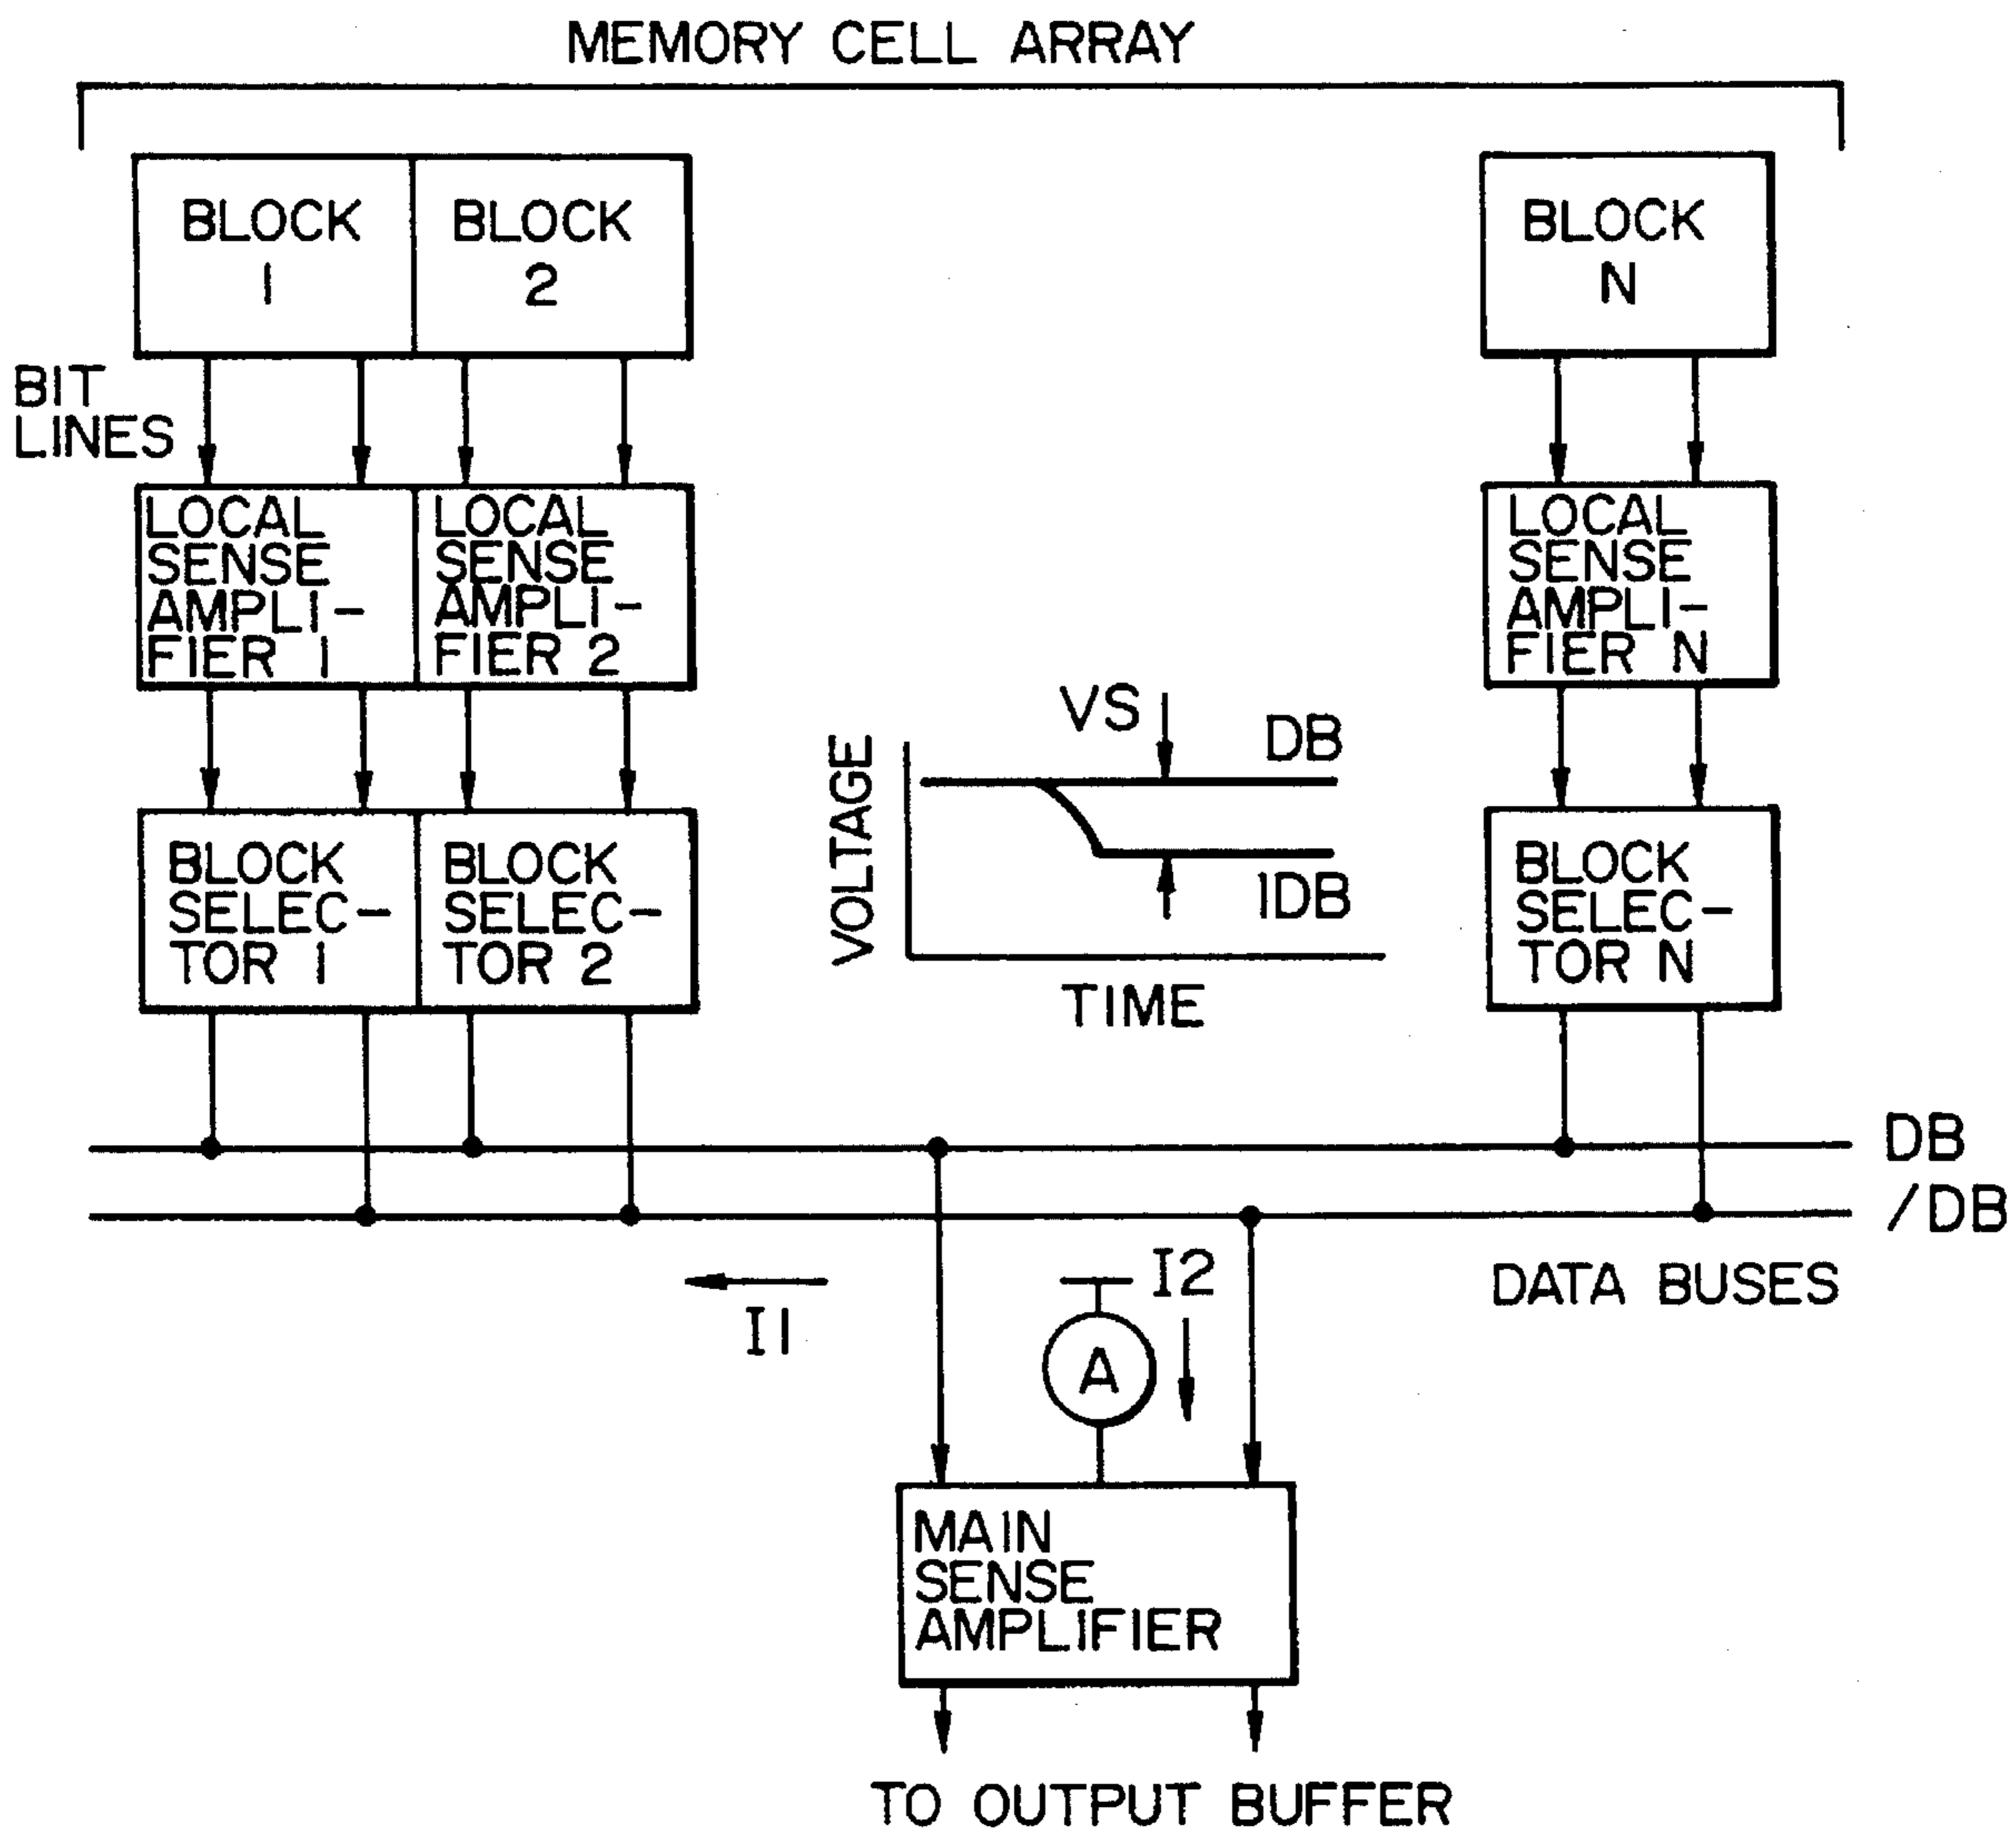 MEMORY CELL ARRAY
BLOCK
1
BLOCK
2
BLOCK
N
BIT
LINES
LOCAL
SENSE
AMPLI-
FIER 1
LOCAL
SENSE
AMPLI-
FIER 2
LOCAL
SENSE
AMPLI-
FIER N
BLOCK
SELEC-
TOR 1
BLOCK
SELEC-
TOR 2
VOLTAGE
VS
DB
IDB
TIME
BLOCK
SELEC-
TOR N
DB
/DB
DATA BUSES
I1
I2
A
MAIN
SENSE
AMPLIFIER
TO OUTPUT BUFFER